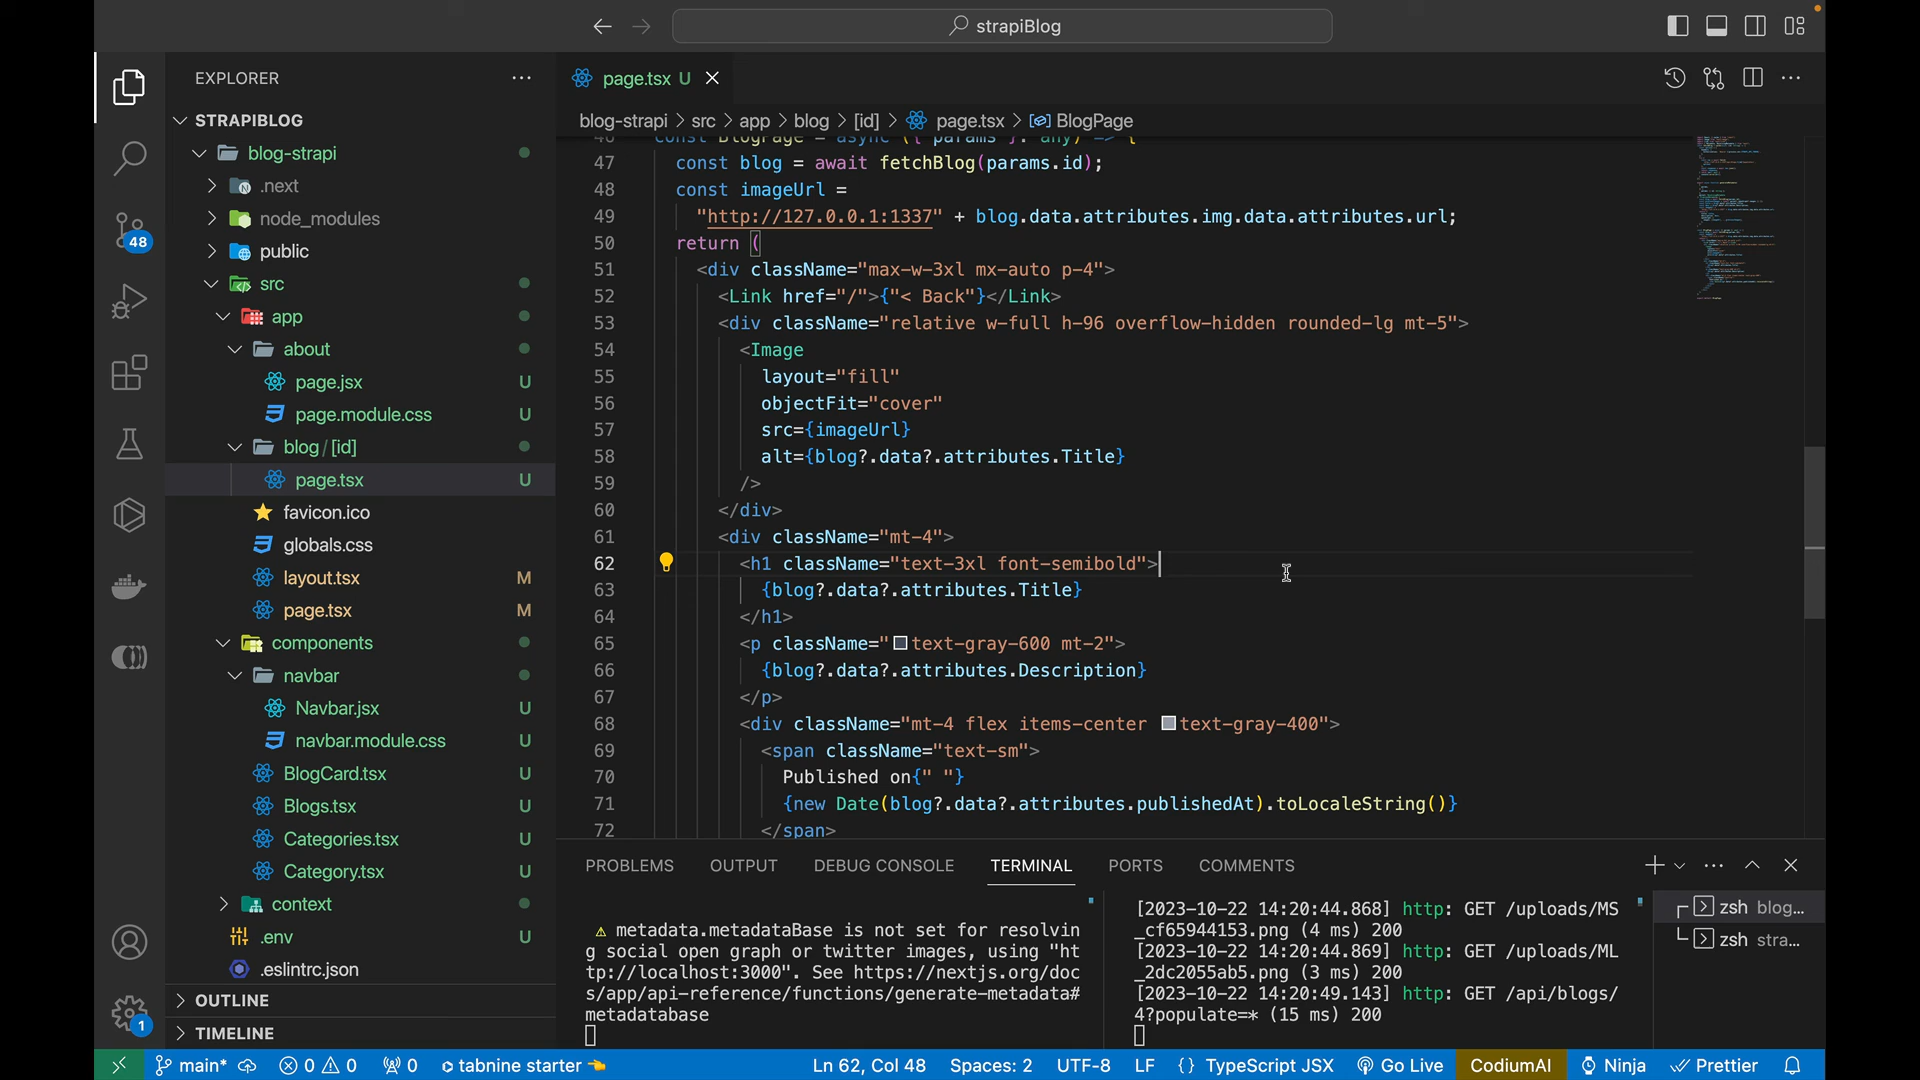 strapiBlog
EXPLORER
STRAPIBLOG
blog-strapi
.next
node_modules
public
src
app
about
page.jsx U
page.module.css U
blog/[id]
page.tsx U
favicon.ico
globals.css
layout.tsx M
page.tsx M
components
navbar
Navbar.jsx U
navbar.module.css U
BlogCard.tsx U
Blogs.tsx U
Categories.tsx U
Category.tsx U
context
.env U
.eslintrc.json
OUTLINE
TIMELINE
48
1
page.tsx U
blog-strapi > src > app > blog > [id] > page.tsx > BlogPage
46 const BlogPage = async ({ params }: any) => {
47 const blog = await fetchBlog(params.id);
48 const imageUrl =
49 "http://127.0.0.1:1337" + blog.data.attributes.img.data.attributes.url;
50 return (
51 <div className="max-w-3xl mx-auto p-4">
52 <Link href="/">{"< Back"}</Link>
53 <div className="relative w-full h-96 overflow-hidden rounded-lg mt-5">
54 <Image
55 layout="fill"
56 objectFit="cover"
57 src={imageUrl}
58 alt={blog?.data?.attributes.Title}
59 />
60 </div>
61 <div className="mt-4">
62 <h1 className="text-3xl font-semibold">
63 {blog?.data?.attributes.Title}
64 </h1>
65 <p className="text-gray-600 mt-2">
66 {blog?.data?.attributes.Description}
67 </p>
68 <div className="mt-4 flex items-center text-gray-400">
69 <span className="text-sm">
70 Published on{" "}
71 {new Date(blog?.data?.attributes.publishedAt).toLocaleString()}
72 </span>
PROBLEMS OUTPUT DEBUG CONSOLE TERMINAL PORTS COMMENTS
⚠ metadata.metadataBase is not set for resolvin
g social open graph or twitter images, using "ht
tp://localhost:3000". See https://nextjs.org/doc
s/app/api-reference/functions/generate-metadata#
metadatabase
[2023-10-22 14:20:44.868] http: GET /uploads/MS
_cf65944153.png (4 ms) 200
[2023-10-22 14:20:44.869] http: GET /uploads/ML
_2dc2055ab5.png (3 ms) 200
[2023-10-22 14:20:49.143] http: GET /api/blogs/
4?populate=* (15 ms) 200
zsh blog...
zsh stra...
main* 0 0 0 tabnine starter Ln 62, Col 48 Spaces: 2 UTF-8 LF {} TypeScript JSX Go Live CodiumAI Ninja Prettier